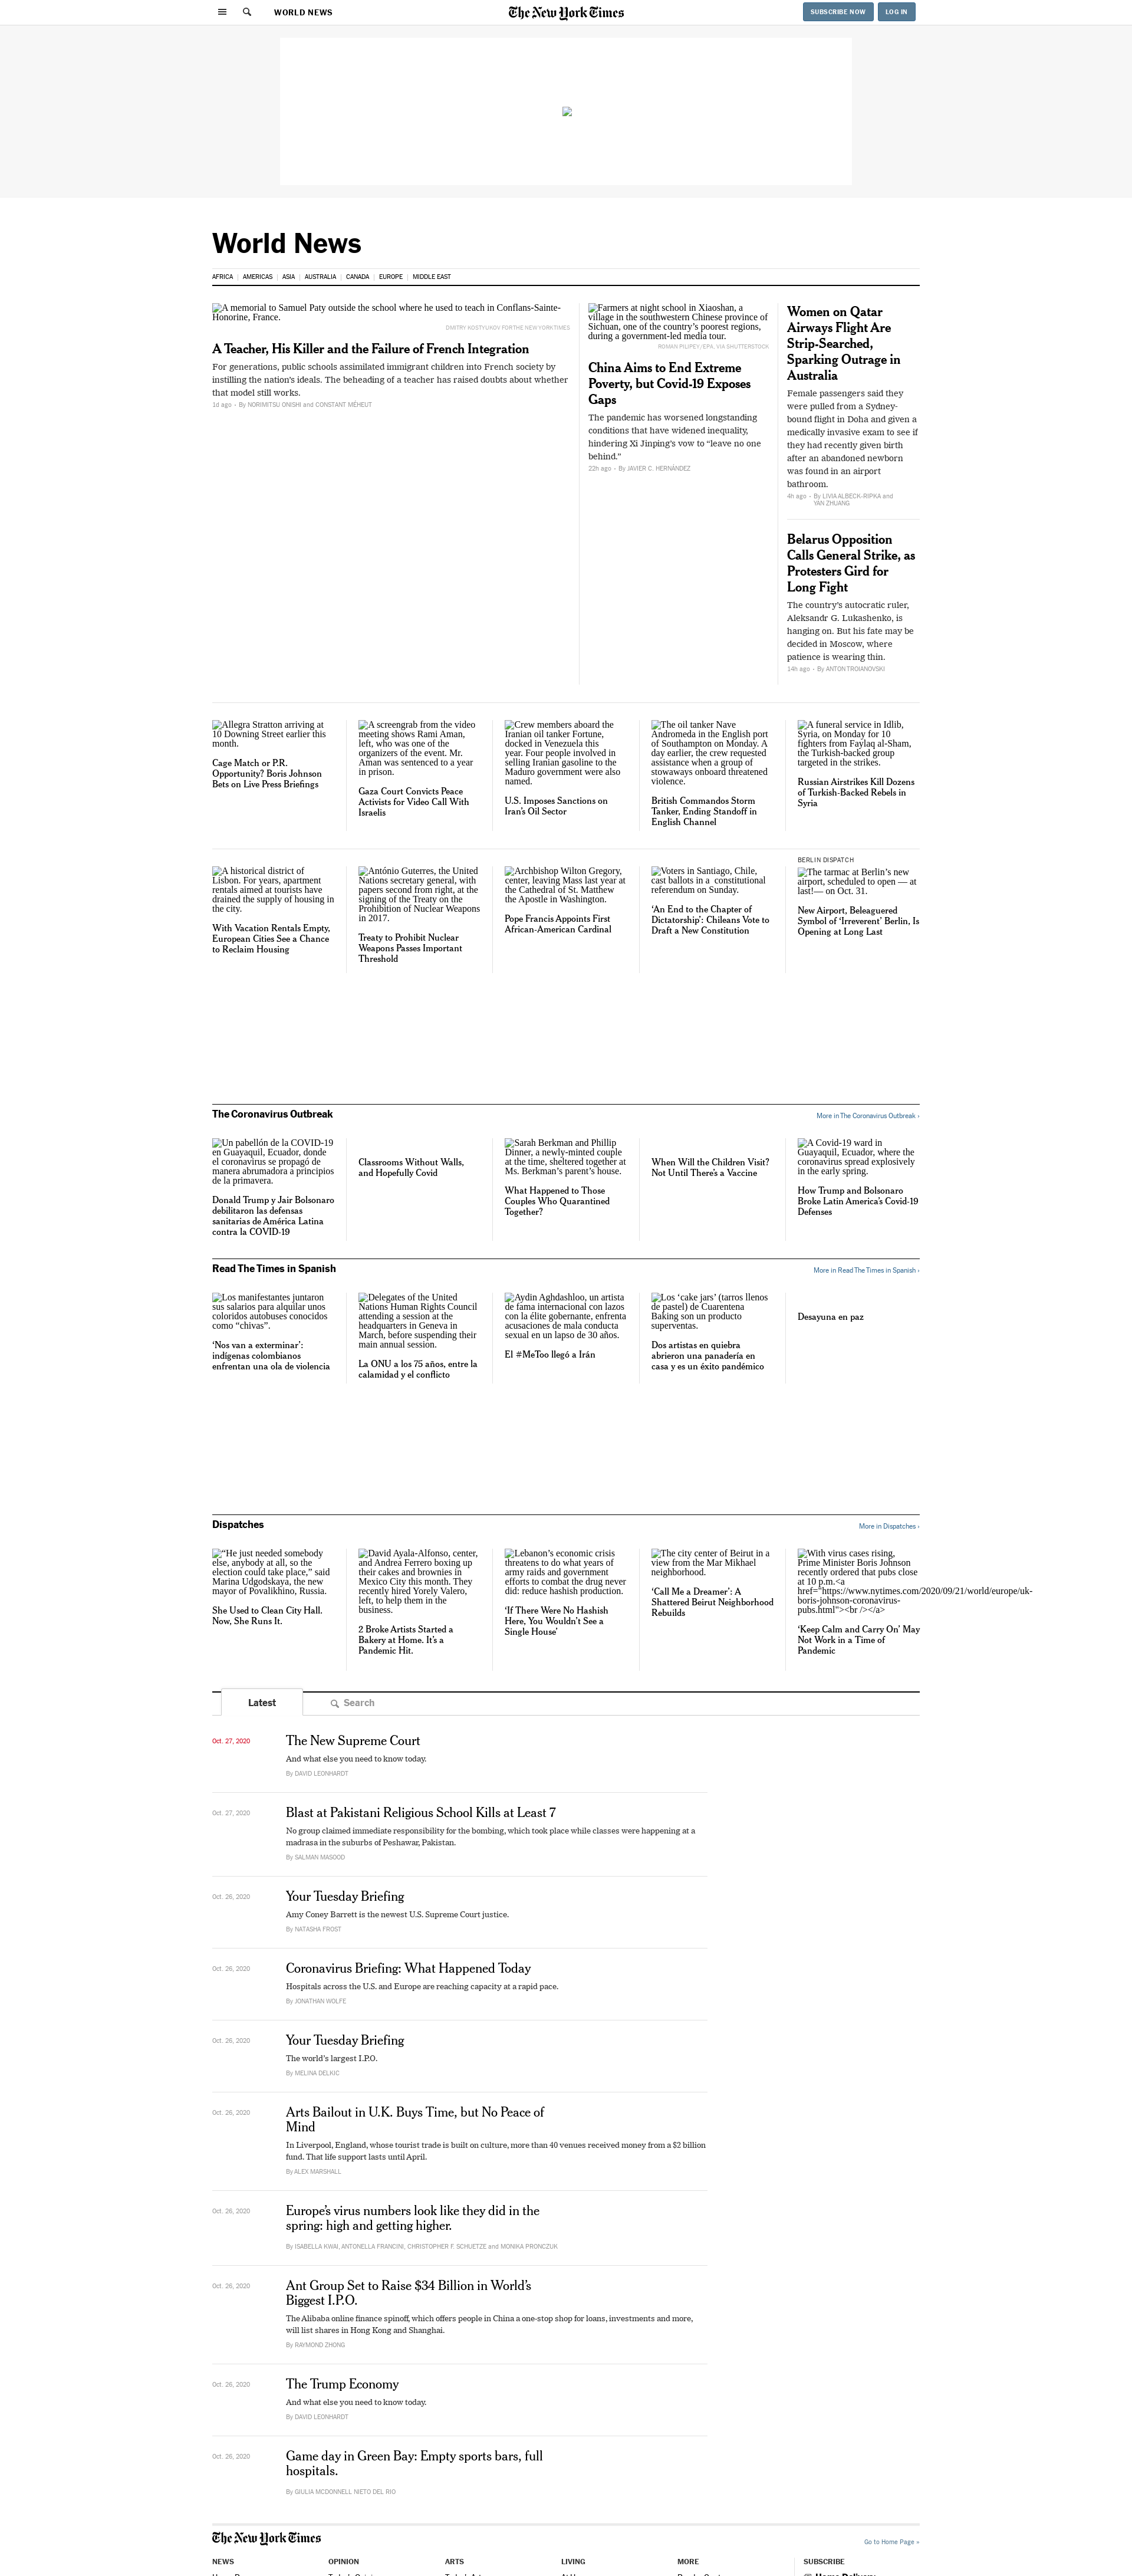 WORLD NEWS
The New York Times
SUBSCRIBE NOW
LOG IN
World News
AFRICA
AMERICAS
ASIA
AUSTRALIA
CANADA
EUROPE
MIDDLE EAST
A memorial to Samuel Paty outside the school where he used to teach in Conflans-Sainte-
Honorine, France.
DMITRY KOSTYUKOV FOR THE NEW YORK TIMES
A Teacher, His Killer and the Failure of French Integration
For generations, public schools assimilated immigrant children into French society by
instilling the nation's ideals. The beheading of a teacher has raised doubts about whether
that model still works.
1d ago • By NORIMITSU ONISHI and CONSTANT MÉHEUT
Farmers at night school in Xiaoshan, a
village in the southwestern Chinese province of
Sichuan, one of the country's poorest regions,
during a government-led media tour.
ROMAN PILIPEY/EPA, VIA SHUTTERSTOCK
China Aims to End Extreme
Poverty, but Covid-19 Exposes
Gaps
The pandemic has worsened longstanding
conditions that have widened inequality,
hindering Xi Jinping's vow to “leave no one
behind.”
22h ago • By JAVIER C. HERNÁNDEZ
Women on Qatar
Airways Flight Are
Strip-Searched,
Sparking Outrage in
Australia
Female passengers said they
were pulled from a Sydney-
bound flight in Doha and given a
medically invasive exam to see if
they had recently given birth
after an abandoned newborn
was found in an airport
bathroom.
4h ago • By LIVIA ALBECK-RIPKA and
YAN ZHUANG
Belarus Opposition
Calls General Strike, as
Protesters Gird for
Long Fight
The country's autocratic ruler,
Aleksandr G. Lukashenko, is
hanging on. But his fate may be
decided in Moscow, where
patience is wearing thin.
14h ago • By ANTON TROIANOVSKI
Allegra Stratton arriving at
10 Downing Street earlier this
month.
Cage Match or P.R.
Opportunity? Boris Johnson
Bets on Live Press Briefings
A screengrab from the video
meeting shows Rami Aman,
left, who was one of the
organizers of the event. Mr.
Aman was sentenced to a year
in prison.
Gaza Court Convicts Peace
Activists for Video Call With
Israelis
Crew members aboard the
Iranian oil tanker Fortune,
docked in Venezuela this
year. Four people involved in
selling Iranian gasoline to the
Maduro government were also
named.
U.S. Imposes Sanctions on
Iran's Oil Sector
The oil tanker Nave
Andromeda in the English port
of Southampton on Monday. A
day earlier, the crew requested
assistance when a group of
stowaways onboard threatened
violence.
British Commandos Storm
Tanker, Ending Standoff in
English Channel
A funeral service in Idlib,
Syria, on Monday for 10
fighters from Faylaq al-Sham,
the Turkish-backed group
targeted in the strikes.
Russian Airstrikes Kill Dozens
of Turkish-Backed Rebels in
Syria
A historical district of
Lisbon. For years, apartment
rentals aimed at tourists have
drained the supply of housing in
the city.
With Vacation Rentals Empty,
European Cities See a Chance
to Reclaim Housing
António Guterres, the United
Nations secretary general, with
papers second from right, at the
signing of the Treaty on the
Prohibition of Nuclear Weapons
in 2017.
Treaty to Prohibit Nuclear
Weapons Passes Important
Threshold
Archbishop Wilton Gregory,
center, leaving Mass last year at
the Cathedral of St. Matthew
the Apostle in Washington.
Pope Francis Appoints First
African-American Cardinal
Voters in Santiago, Chile,
cast ballots in a constitutional
referendum on Sunday.
‘An End to the Chapter of
Dictatorship’: Chileans Vote to
Draft a New Constitution
BERLIN DISPATCH
The tarmac at Berlin's new
airport, scheduled to open — at
last!— on Oct. 31.
New Airport, Beleaguered
Symbol of ‘Irreverent’ Berlin, Is
Opening at Long Last
The Coronavirus Outbreak
More in The Coronavirus Outbreak ›
Un pabellón de la COVID-19
en Guayaquil, Ecuador, donde
el coronavirus se propagó de
manera abrumadora a principios
de la primavera.
Donald Trump y Jair Bolsonaro
debilitaron las defensas
sanitarias de América Latina
contra la COVID-19
Classrooms Without Walls,
and Hopefully Covid
Sarah Berkman and Phillip
Dinner, a newly-minted couple
at the time, sheltered together at
Ms. Berkman's parent's house.
What Happened to Those
Couples Who Quarantined
Together?
When Will the Children Visit?
Not Until There's a Vaccine
A Covid-19 ward in
Guayaquil, Ecuador, where the
coronavirus spread explosively
in the early spring.
How Trump and Bolsonaro
Broke Latin America's Covid-19
Defenses
Read The Times in Spanish
More in Read The Times in Spanish ›
Los manifestantes juntaron
sus salarios para alquilar unos
coloridos autobuses conocidos
como “chivas”.
‘Nos van a exterminar’:
indígenas colombianos
enfrentan una ola de violencia
Delegates of the United
Nations Human Rights Council
attending a session at the
headquarters in Geneva in
March, before suspending their
main annual session.
La ONU a los 75 años, entre la
calamidad y el conflicto
Aydin Aghdashloo, un artista
de fama internacional con lazos
con la élite gobernante, enfrenta
acusaciones de mala conducta
sexual en un lapso de 30 años.
El #MeToo llegó a Irán
Los ‘cake jars’ (tarros llenos
de pastel) de Cuarentena
Baking son un producto
superventas.
Dos artistas en quiebra
abrieron una panadería en
casa y es un éxito pandémico
Desayuna en paz
Dispatches
More in Dispatches ›
“He just needed somebody
else, anybody at all, so the
election could take place,” said
Marina Udgodskaya, the new
mayor of Povalikhino, Russia.
She Used to Clean City Hall.
Now, She Runs It.
David Ayala-Alfonso, center,
and Andrea Ferrero boxing up
their cakes and brownies in
Mexico City this month. They
recently hired Yorely Valero,
left, to help them in the
business.
2 Broke Artists Started a
Bakery at Home. It's a
Pandemic Hit.
Lebanon's economic crisis
threatens to do what years of
army raids and government
efforts to combat the drug never
did: reduce hashish production.
‘If There Were No Hashish
Here, You Wouldn't See a
Single House’
The city center of Beirut in a
view from the Mar Mikhael
neighborhood.
‘Call Me a Dreamer’: A
Shattered Beirut Neighborhood
Rebuilds
With virus cases rising,
Prime Minister Boris Johnson
recently ordered that pubs close
at 10 p.m.<a
href="https://www.nytimes.com/2020/09/21/world/europe/uk-
boris-johnson-coronavirus-
pubs.html"><br /></a>
‘Keep Calm and Carry On’ May
Not Work in a Time of
Pandemic
Latest
Search
Oct. 27, 2020
The New Supreme Court
And what else you need to know today.
By DAVID LEONHARDT
Oct. 27, 2020
Blast at Pakistani Religious School Kills at Least 7
No group claimed immediate responsibility for the bombing, which took place while classes were happening at a
madrasa in the suburbs of Peshawar, Pakistan.
By SALMAN MASOOD
Oct. 26, 2020
Your Tuesday Briefing
Amy Coney Barrett is the newest U.S. Supreme Court justice.
By NATASHA FROST
Oct. 26, 2020
Coronavirus Briefing: What Happened Today
Hospitals across the U.S. and Europe are reaching capacity at a rapid pace.
By JONATHAN WOLFE
Oct. 26, 2020
Your Tuesday Briefing
The world's largest I.P.O.
By MELINA DELKIC
Oct. 26, 2020
Arts Bailout in U.K. Buys Time, but No Peace of
Mind
In Liverpool, England, whose tourist trade is built on culture, more than 40 venues received money from a $2 billion
fund. That life support lasts until April.
By ALEX MARSHALL
Oct. 26, 2020
Europe's virus numbers look like they did in the
spring: high and getting higher.
By ISABELLA KWAI, ANTONELLA FRANCINI, CHRISTOPHER F. SCHUETZE and MONIKA PRONCZUK
Oct. 26, 2020
Ant Group Set to Raise $34 Billion in World's
Biggest I.P.O.
The Alibaba online finance spinoff, which offers people in China a one-stop shop for loans, investments and more,
will list shares in Hong Kong and Shanghai.
By RAYMOND ZHONG
Oct. 26, 2020
The Trump Economy
And what else you need to know today.
By DAVID LEONHARDT
Oct. 26, 2020
Game day in Green Bay: Empty sports bars, full
hospitals.
By GIULIA MCDONNELL NIETO DEL RIO
The New York Times
Go to Home Page »
NEWS
OPINION
ARTS
LIVING
MORE
SUBSCRIBE